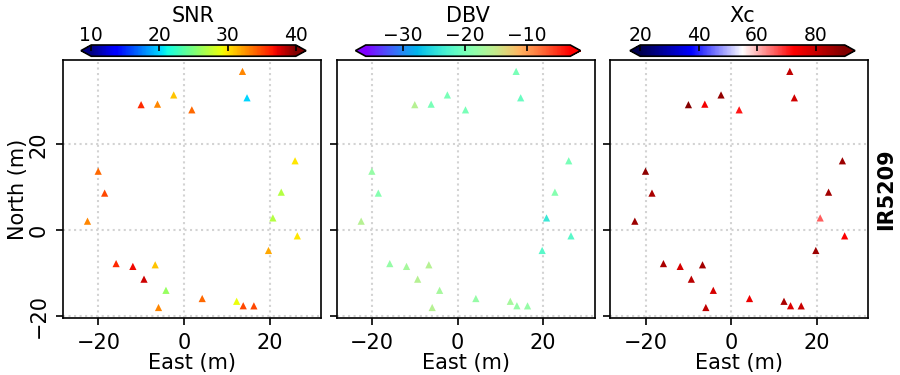 SNR DBV Xc
10 20 30 40 −30 −20 −10 20 40 60 80
North (m)
20
0
−20
IR5209
−20 0 20 −20 0 20 −20 0 20
East (m) East (m) East (m)